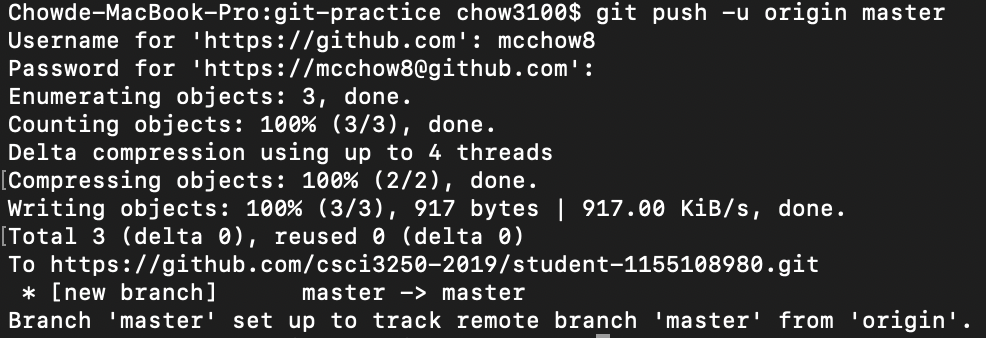 Chowde-MacBook-Pro:git-practice chow3100$ git push -u origin master
Username for 'https://github.com': mcchow8
Password for 'https://mcchow8@github.com':
Enumerating objects: 3, done.
Counting objects: 100% (3/3), done.
Delta compression using up to 4 threads
[Compressing objects: 100% (2/2), done.
Writing objects: 100% (3/3), 917 bytes | 917.00 KiB/s, done.
[Total 3 (delta 0), reused 0 (delta 0)
To https://github.com/csci3250-2019/student-1155108980.git
 * [new branch]      master -> master
Branch 'master' set up to track remote branch 'master' from 'origin'.